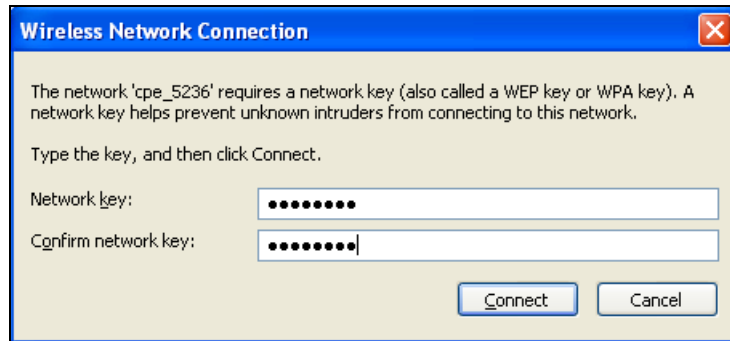 Wireless Network Connection
The network 'cpe_5236' requires a network key (also called a WEP key or WPA key). A
network key helps prevent unknown intruders from connecting to this network.
Type the key, and then click Connect.
Network key: ••••••••
Confirm network key: ••••••••
Connect Cancel